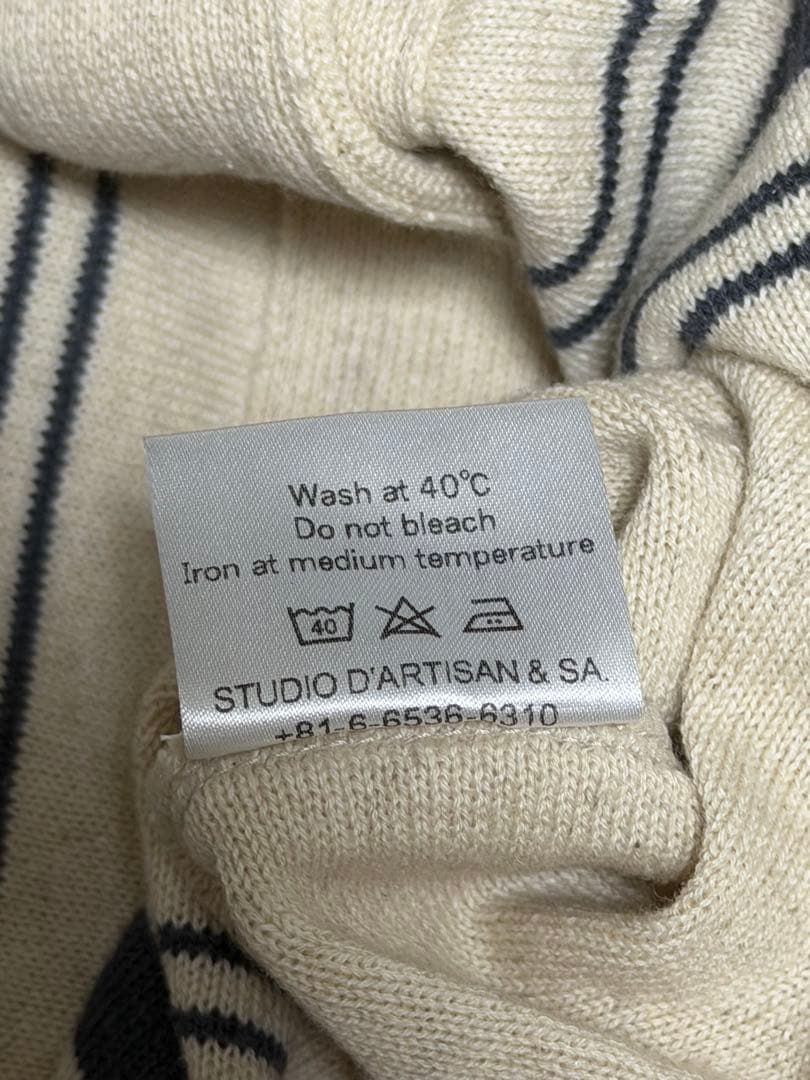 Wash at 40°C
Do not bleach
Iron at medium temperature
40
STUDIO D'ARTISAN & SA.
+81-6-6536-6310